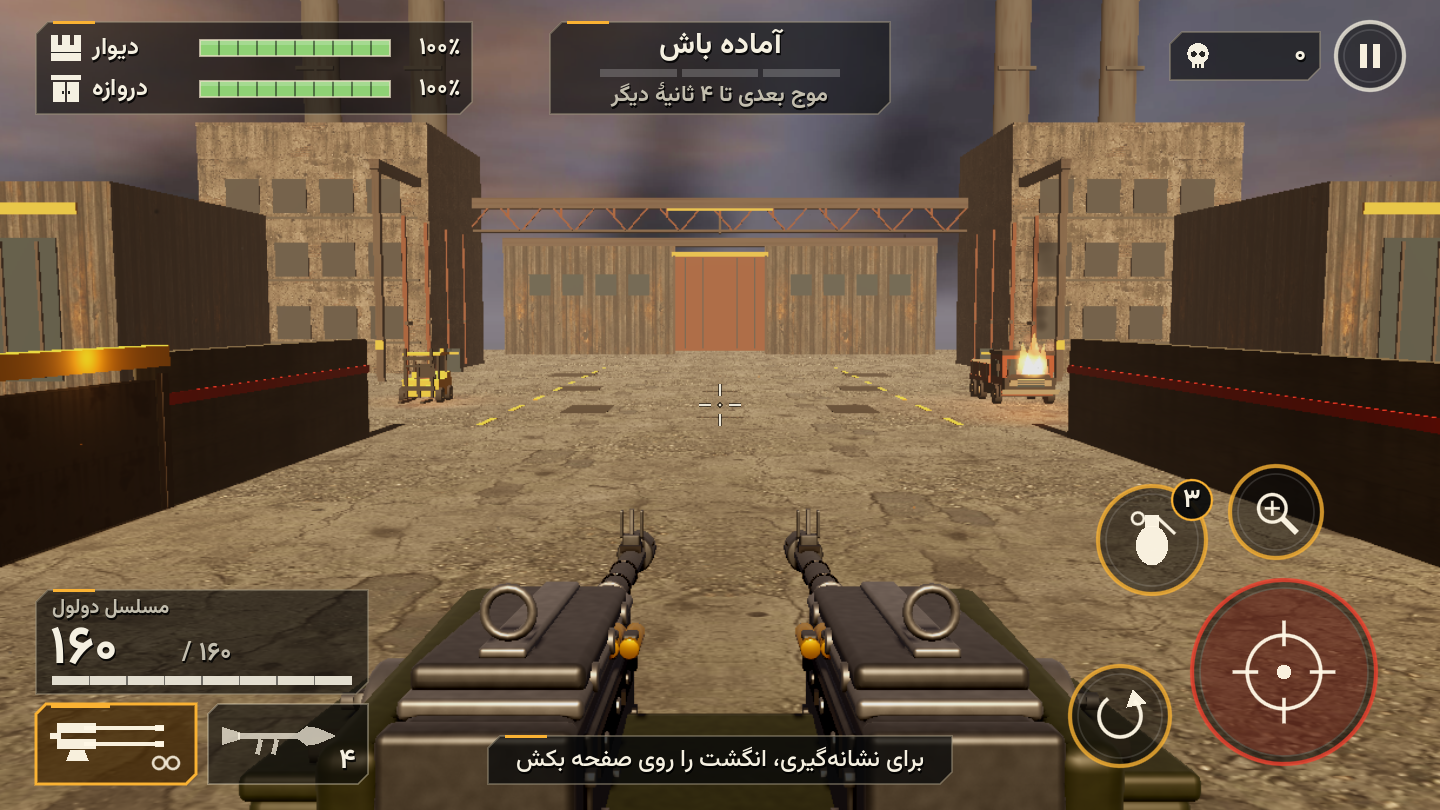 دیوار ۱۰۰٪
دروازه ۱۰۰٪
آماده باش
موج بعدی تا ۴ ثانیهٔ دیگر
۰
۳
مسلسل دولول
۱۶۰ / ۱۶۰
∞
۴
برای نشانه‌گیری، انگشت را روی صفحه بکش